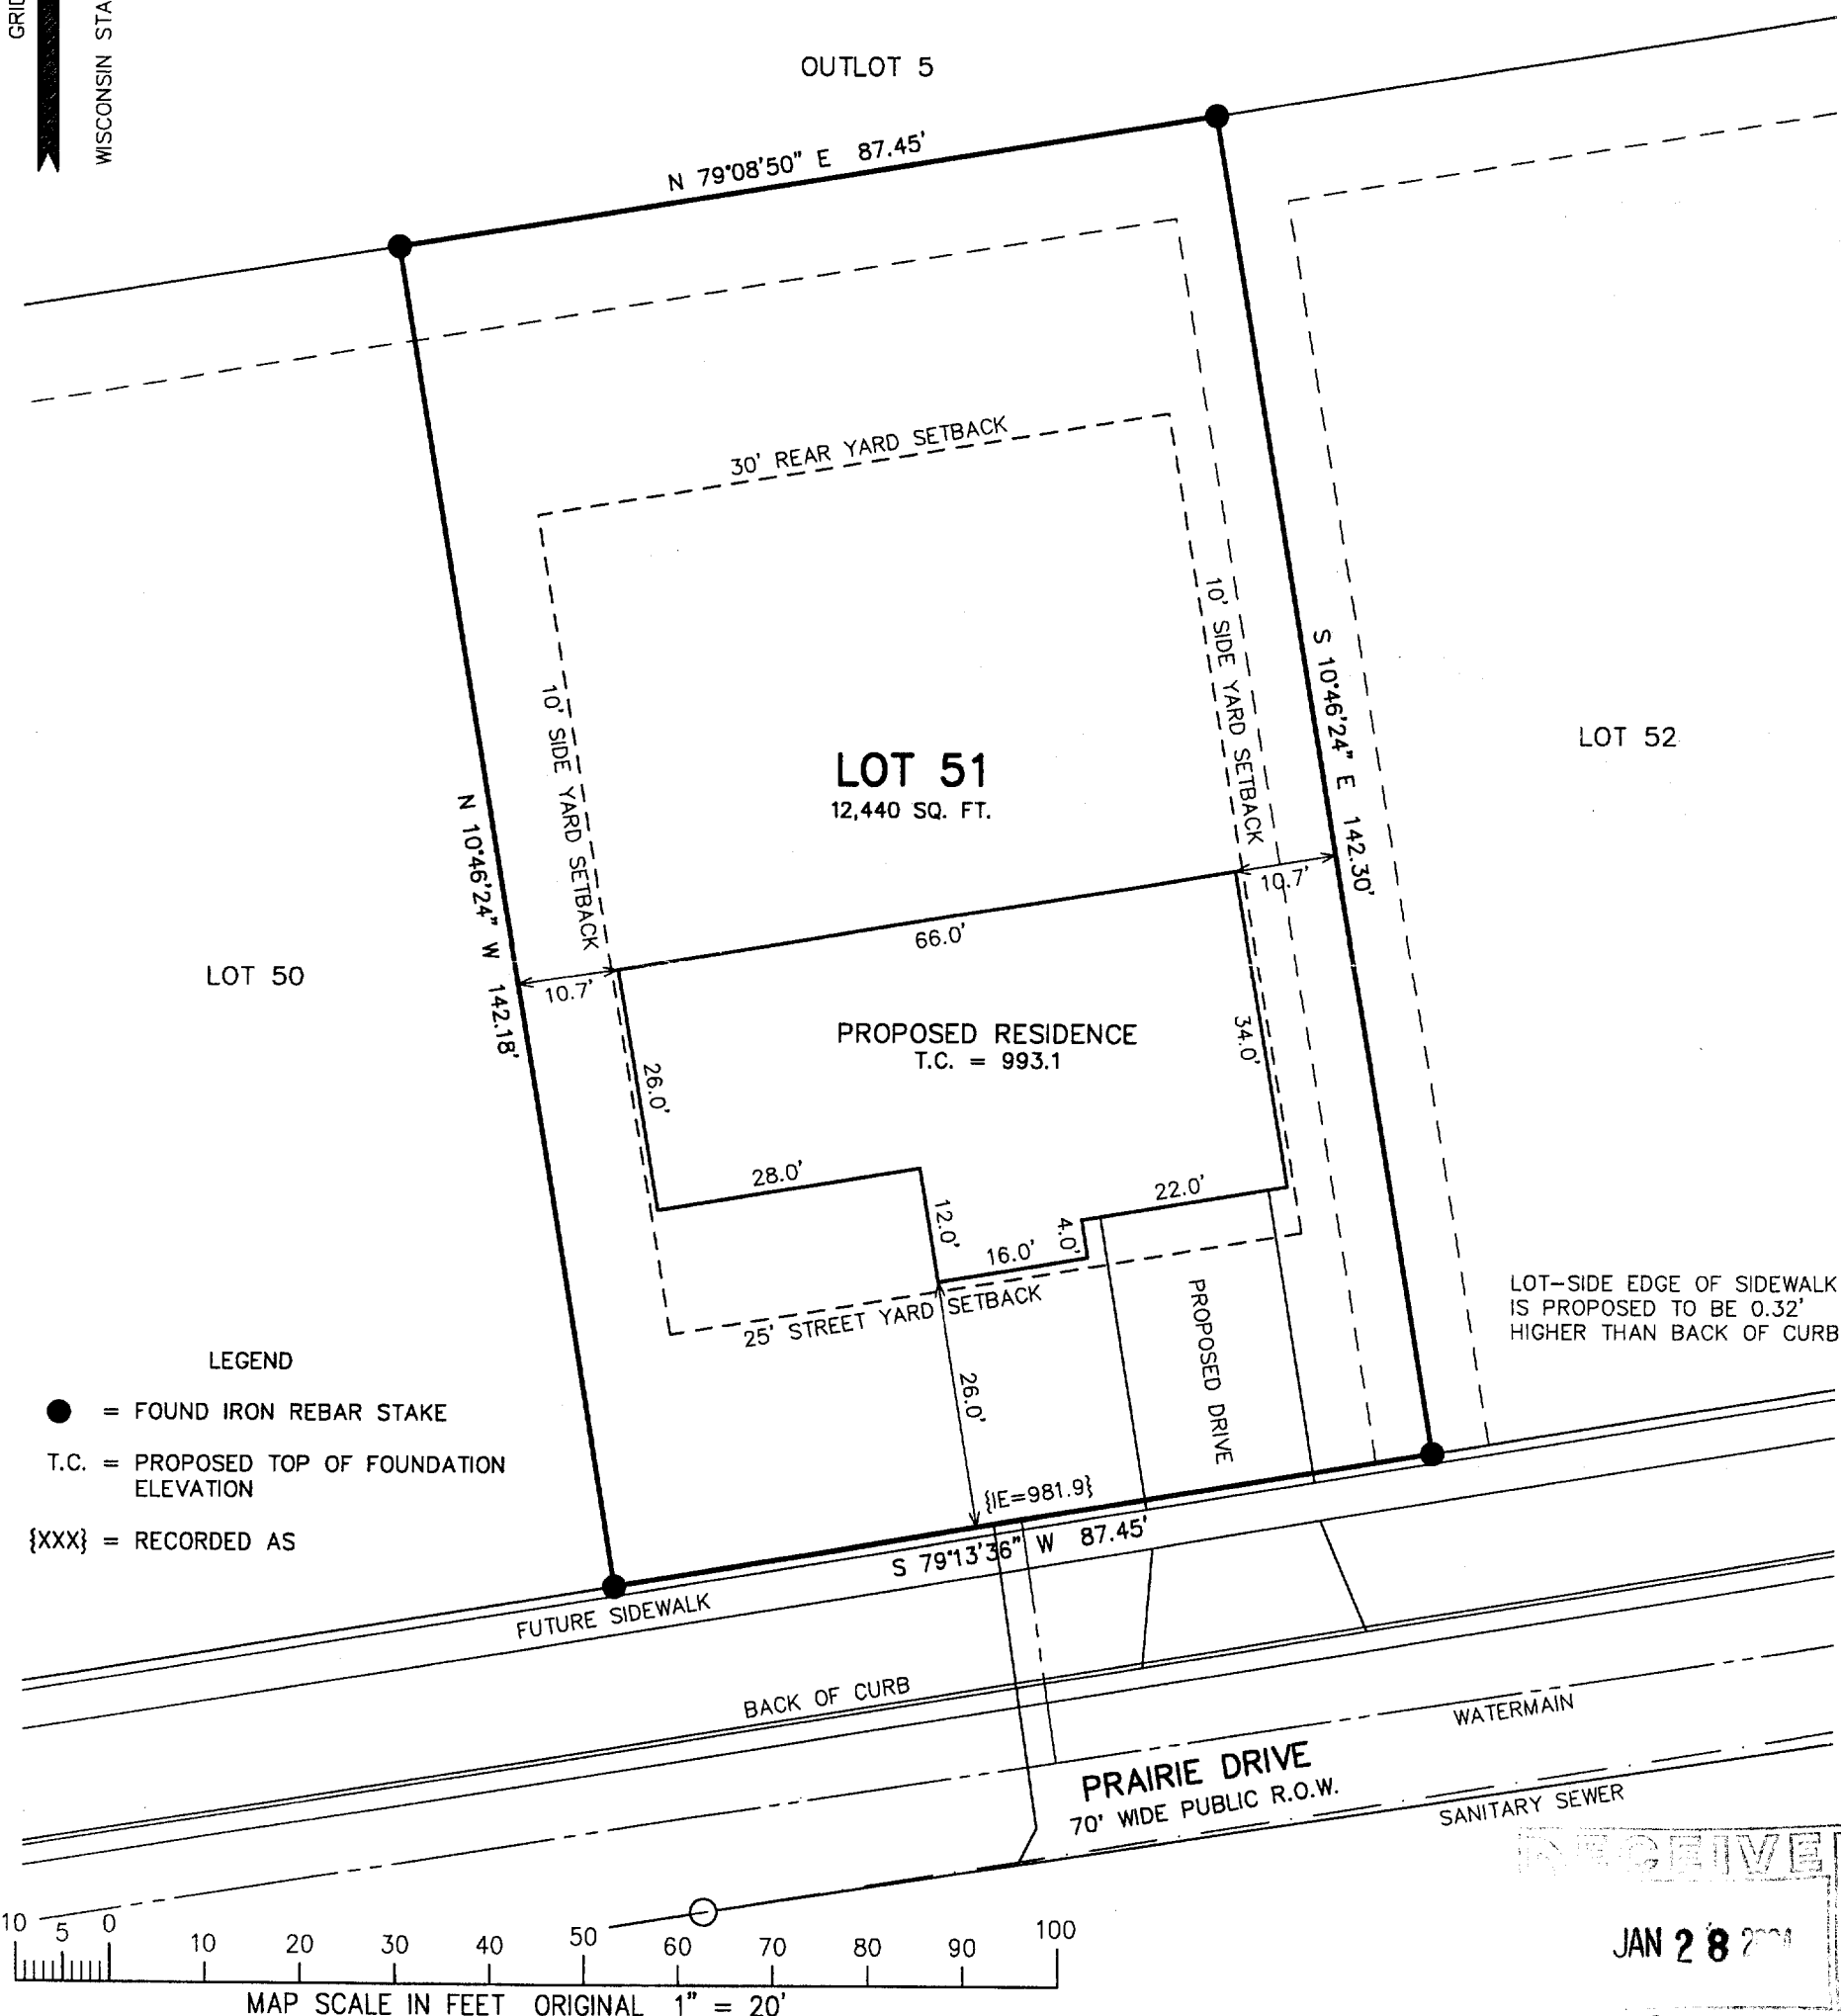 GRID
WISCONSIN STA
OUTLOT 5
N 79°08'50" E 87.45'
30' REAR YARD SETBACK
10' SIDE YARD SETBACK
10' SIDE YARD SETBACK
S 10°46'24" E 142.30'
LOT 52
LOT 51
12,440 SQ. FT.
N 10°46'24" W 142.18'
10.7'
66.0'
LOT 50
10.7'
PROPOSED RESIDENCE
T.C. = 993.1
34.0'
26.0'
28.0'
22.0'
12.0'
4.0'
16.0'
25' STREET YARD SETBACK
PROPOSED DRIVE
LOT-SIDE EDGE OF SIDEWALK
IS PROPOSED TO BE 0.32'
HIGHER THAN BACK OF CURB
26.0'
LEGEND
= FOUND IRON REBAR STAKE
T.C. = PROPOSED TOP OF FOUNDATION
ELEVATION
{XXX} = RECORDED AS
{IE=981.9}
S 79°13'36" W 87.45'
FUTURE SIDEWALK
BACK OF CURB
WATERMAIN
PRAIRIE DRIVE
70' WIDE PUBLIC R.O.W.
SANITARY SEWER
RECEIVE
JAN 28
10 5 0 10 20 30 40 50 60 70 80 90 100
MAP SCALE IN FEET ORIGINAL 1" = 20'